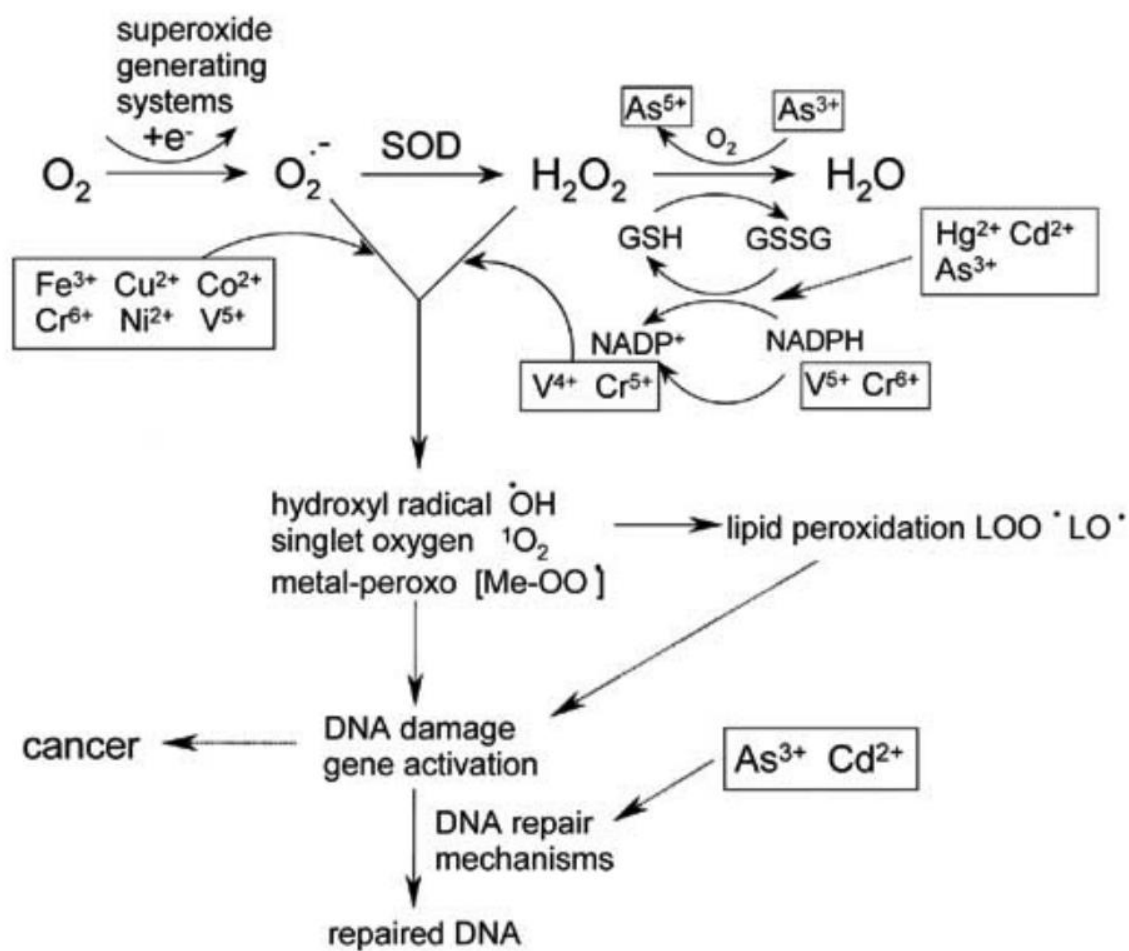 superoxide
generating
systems
+e-
O₂
O₂·-
SOD
H₂O₂
As⁵⁺
O₂
As³⁺
H₂O
GSH
GSSG
Hg²⁺ Cd²⁺
As³⁺
Fe³⁺ Cu²⁺ Co²⁺
Cr⁶⁺ Ni²⁺ V⁵⁺
NADP⁺
NADPH
V⁴⁺ Cr⁵⁺
V⁵⁺ Cr⁶⁺
hydroxyl radical ·OH
singlet oxygen ¹O₂
metal-peroxo [Me-OO·]
lipid peroxidation LOO· LO·
DNA damage
gene activation
cancer
As³⁺ Cd²⁺
DNA repair
mechanisms
repaired DNA